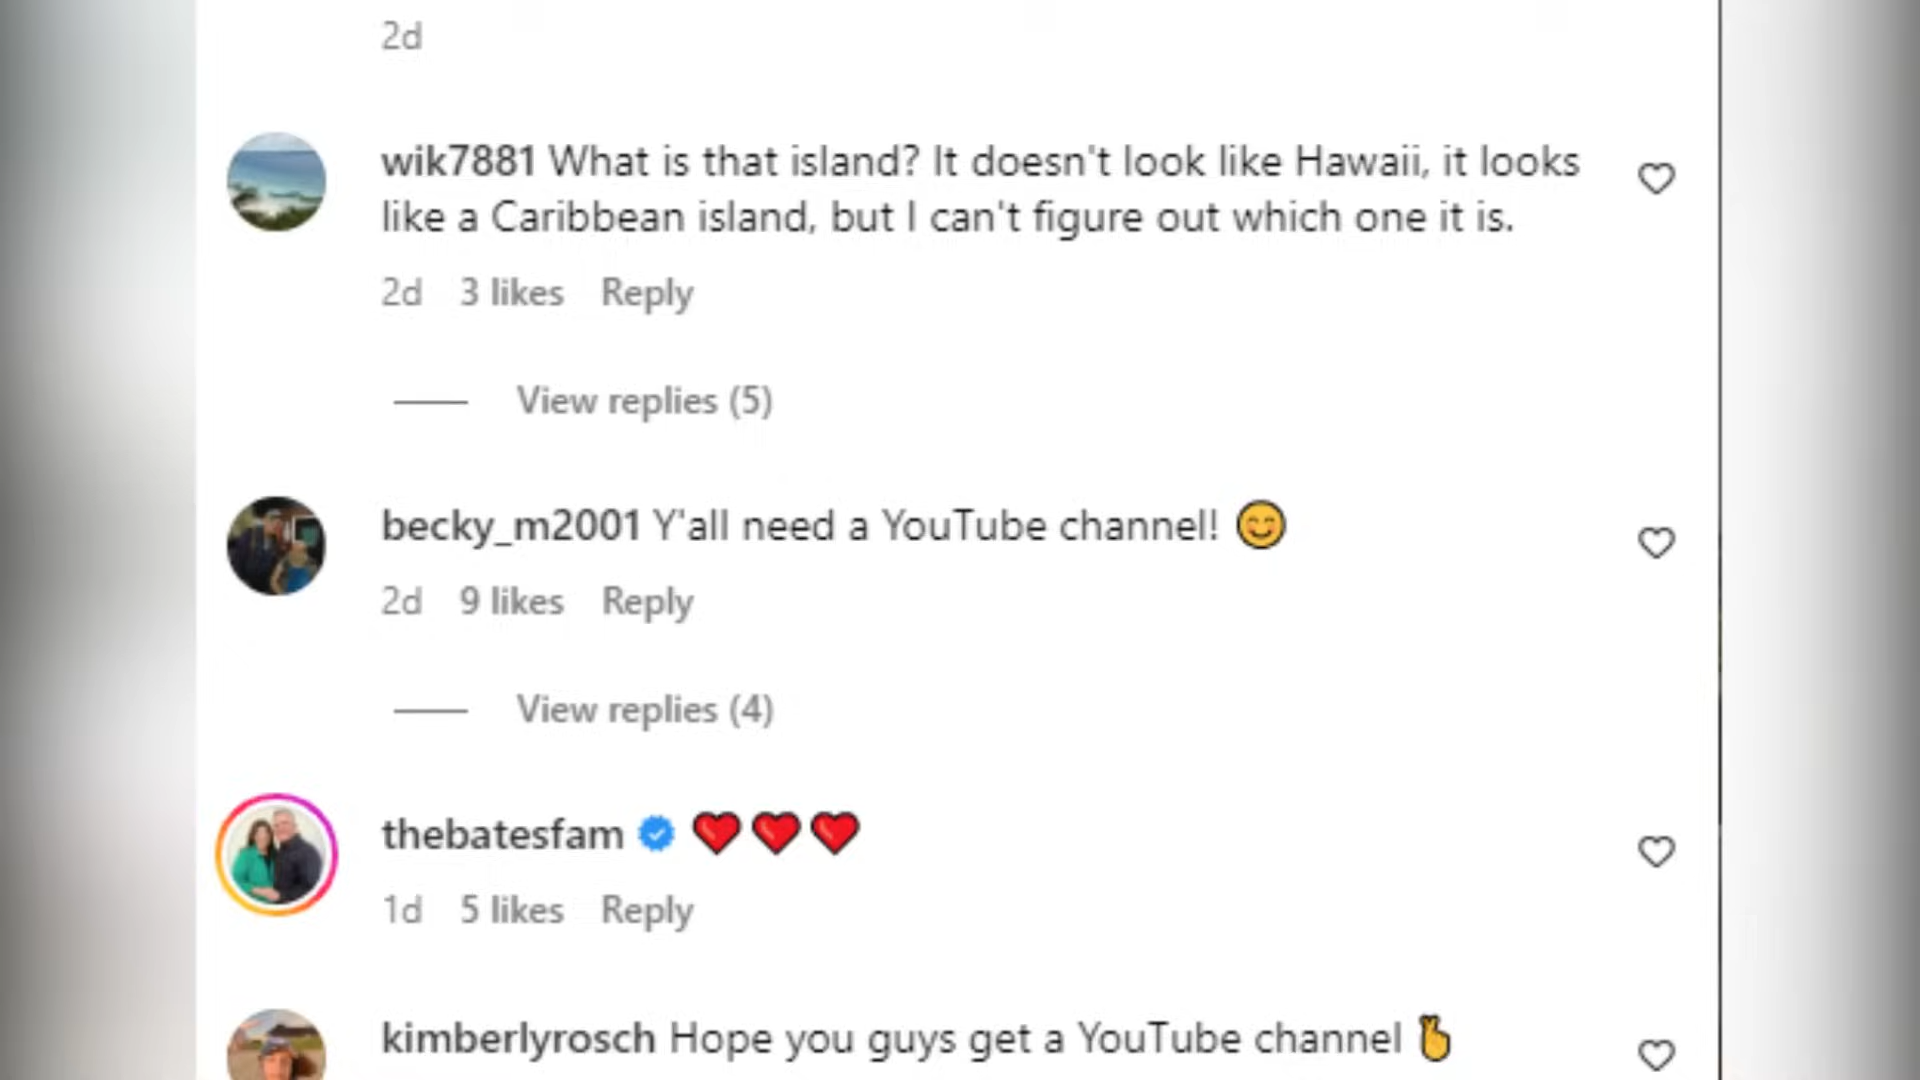 2d
wik7881 What is that island? It doesn't look like Hawaii, it looks
like a Caribbean island, but I can't figure out which one it is.
2d 3 likes Reply
View replies (5)
becky_m2001 Y'all need a YouTube channel! 😊
2d 9 likes Reply
View replies (4)
thebatesfam ❤️❤️❤️
1d 5 likes Reply
kimberlyrosch Hope you guys get a YouTube channel 🫰